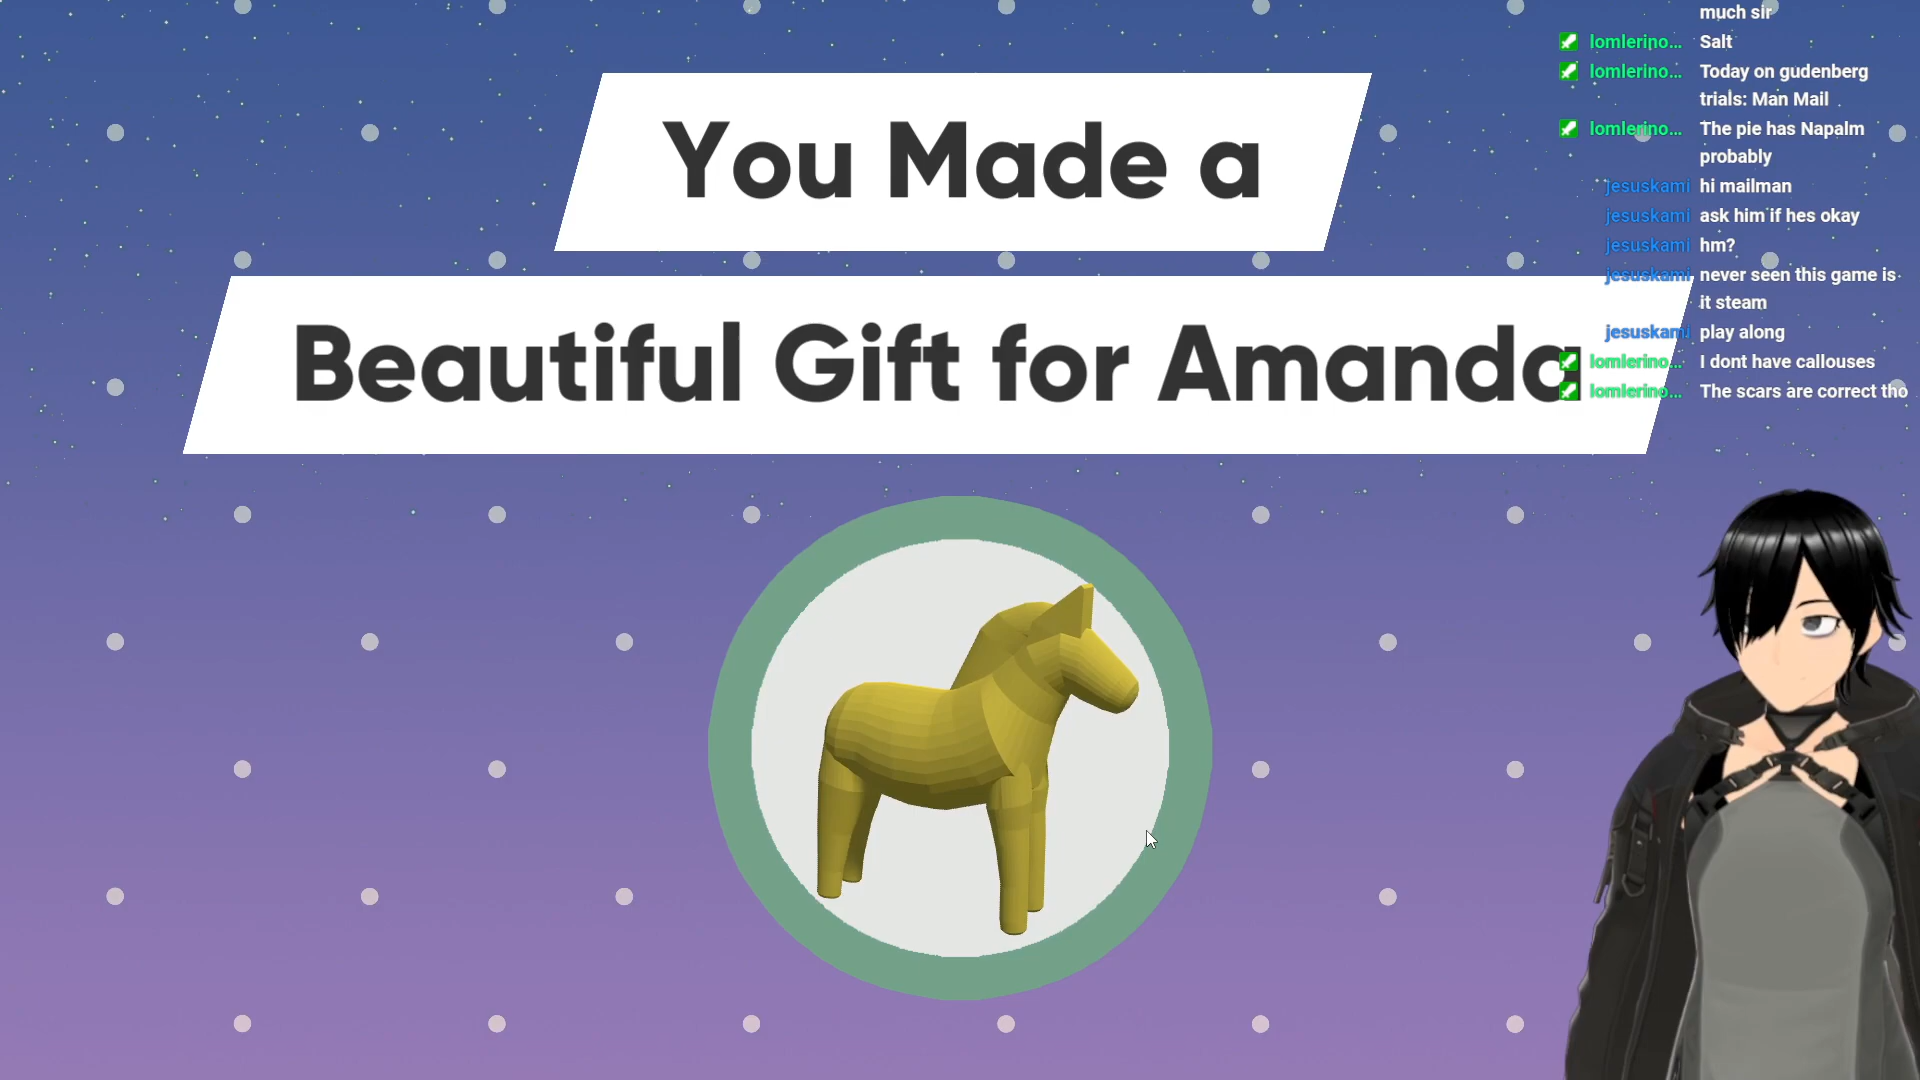 You Made a
Beautiful Gift for Amanda
much sir
lomlerino... Salt
lomlerino... Today on gudenberg
trials: Man Mail
lomlerino... The pie has Napalm
probably
jesuskami hi mailman
jesuskami ask him if hes okay
jesuskami hm?
jesuskami never seen this game is
it steam
jesuskami play along
lomlerino... I dont have callouses
lomlerino... The scars are correct tho